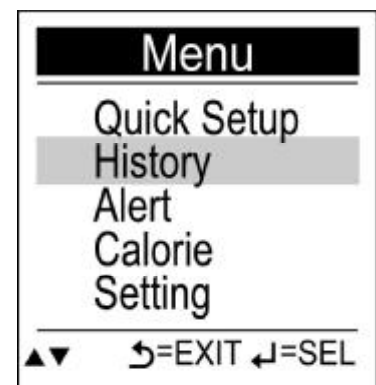 Menu
Quick Setup
History
Alert
Calorie
Setting
▲▼ ⮌=EXIT ↵=SEL